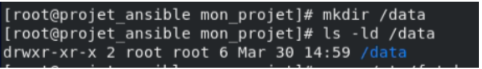 [root@projet_ansible mon_projet]# mkdir /data
[root@projet_ansible mon_projet]# ls -ld /data
drwxr-xr-x 2 root root 6 Mar 30 14:59 /data